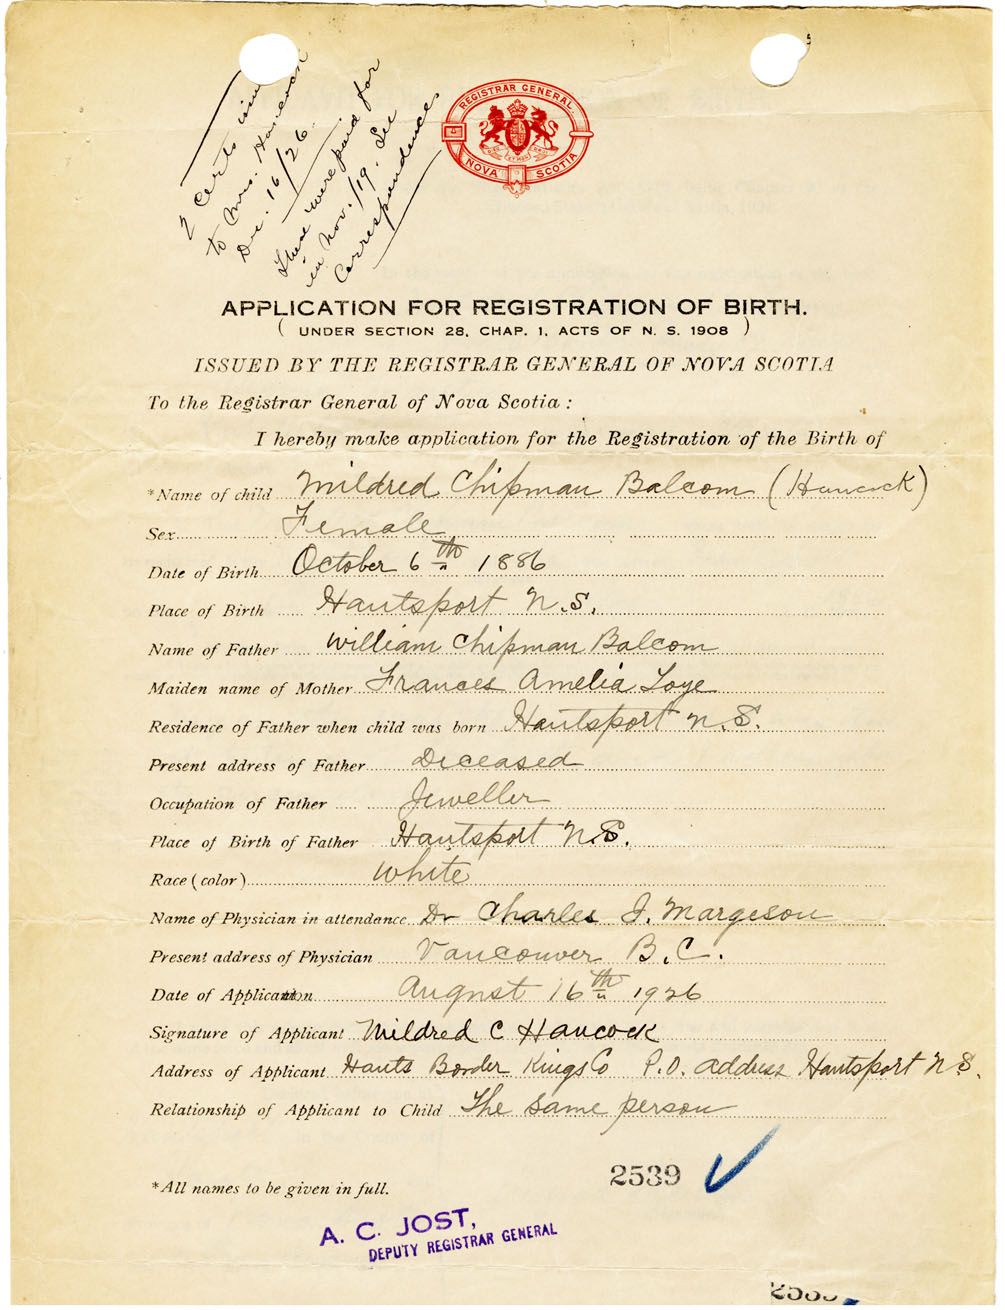 2 certs issu
to Mrs. Hancock
Dec. 16/26.
These were paid for
in Nov./19. See
Correspondence
REGISTRAR GENERAL
NOVA SCOTIA
APPLICATION FOR REGISTRATION OF BIRTH.
( UNDER SECTION 28, CHAP. 1, ACTS OF N. S. 1908 )
ISSUED BY THE REGISTRAR GENERAL OF NOVA SCOTIA
To the Registrar General of Nova Scotia :
I hereby make application for the Registration of the Birth of
*Name of child Mildred Chipman Balcom (Hancock)
Sex Female
Date of Birth October 6th 1886
Place of Birth Hantsport N.S.
Name of Father William Chipman Balcom
Maiden name of Mother Frances Amelia Toye
Residence of Father when child was born Hantsport N.S.
Present address of Father Deceased
Occupation of Father Jeweller
Place of Birth of Father Hantsport N.S.
Race (color) White
Name of Physician in attendance Dr Charles I. Margeson
Present address of Physician Vancouver B.C.
Date of Application August 16th 1926
Signature of Applicant Mildred C Hancock
Address of Applicant Hants Border Kings Co P.O. address Hantsport N.S.
Relationship of Applicant to Child The same person
2539
*All names to be given in full.
A. C. JOST,
DEPUTY REGISTRAR GENERAL